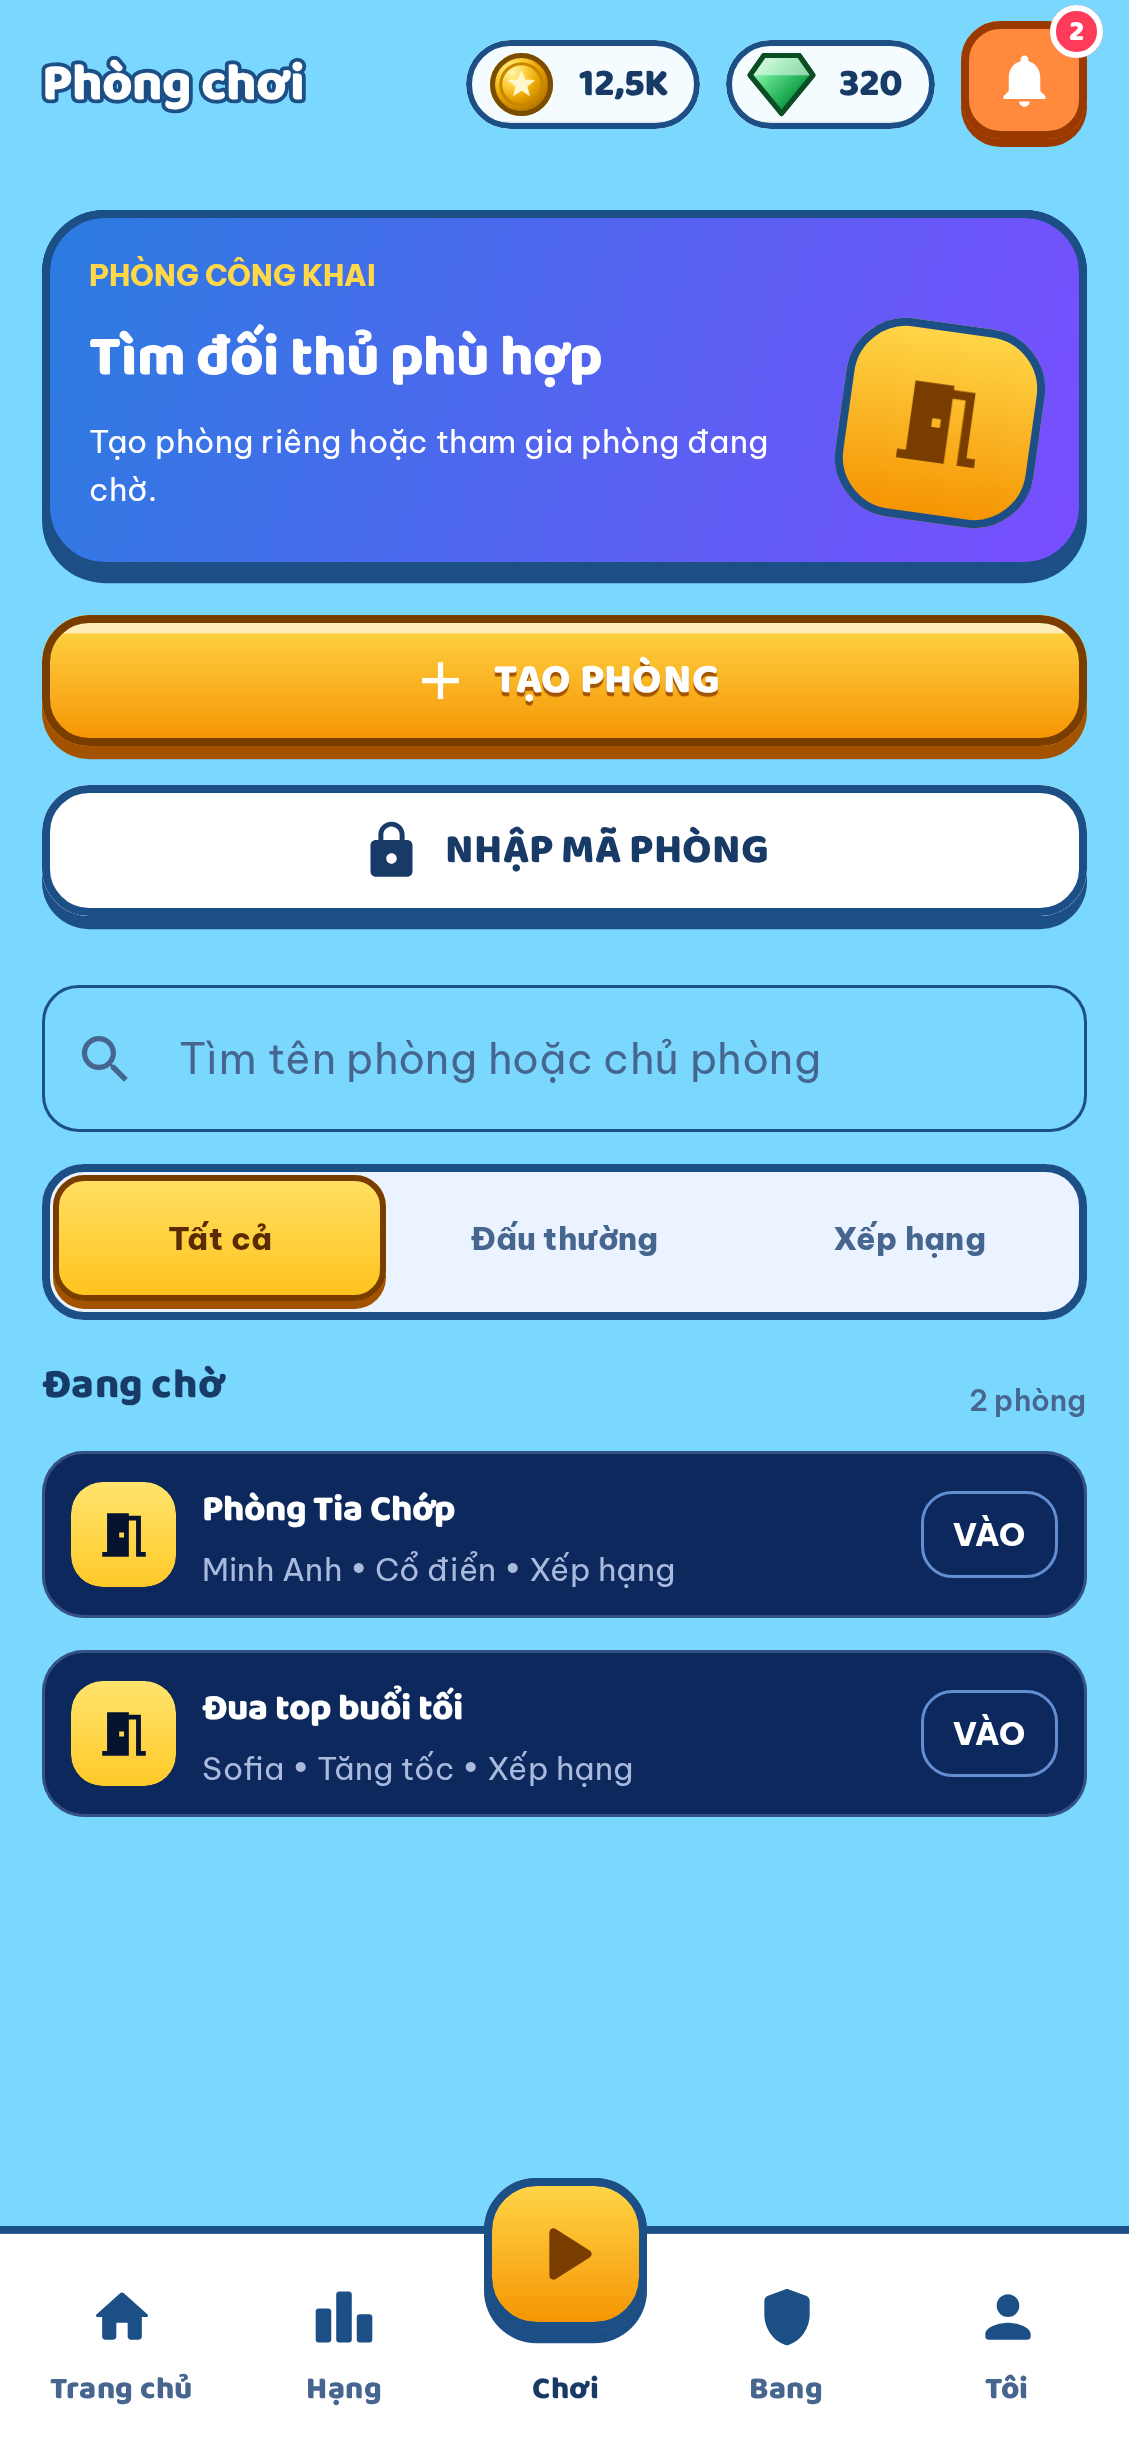 Phòng chơi
12,5K
320
2
PHÒNG CÔNG KHAI
Tìm đối thủ phù hợp
Tạo phòng riêng hoặc tham gia phòng đang
chờ.
TẠO PHÒNG
NHẬP MÃ PHÒNG
Tìm tên phòng hoặc chủ phòng
Tất cả
Đấu thường
Xếp hạng
Đang chờ
2 phòng
Phòng Tia Chớp
Minh Anh • Cổ điển • Xếp hạng
VÀO
Đua top buổi tối
Sofia • Tăng tốc • Xếp hạng
VÀO
Trang chủ
Hạng
Chơi
Bang
Tôi